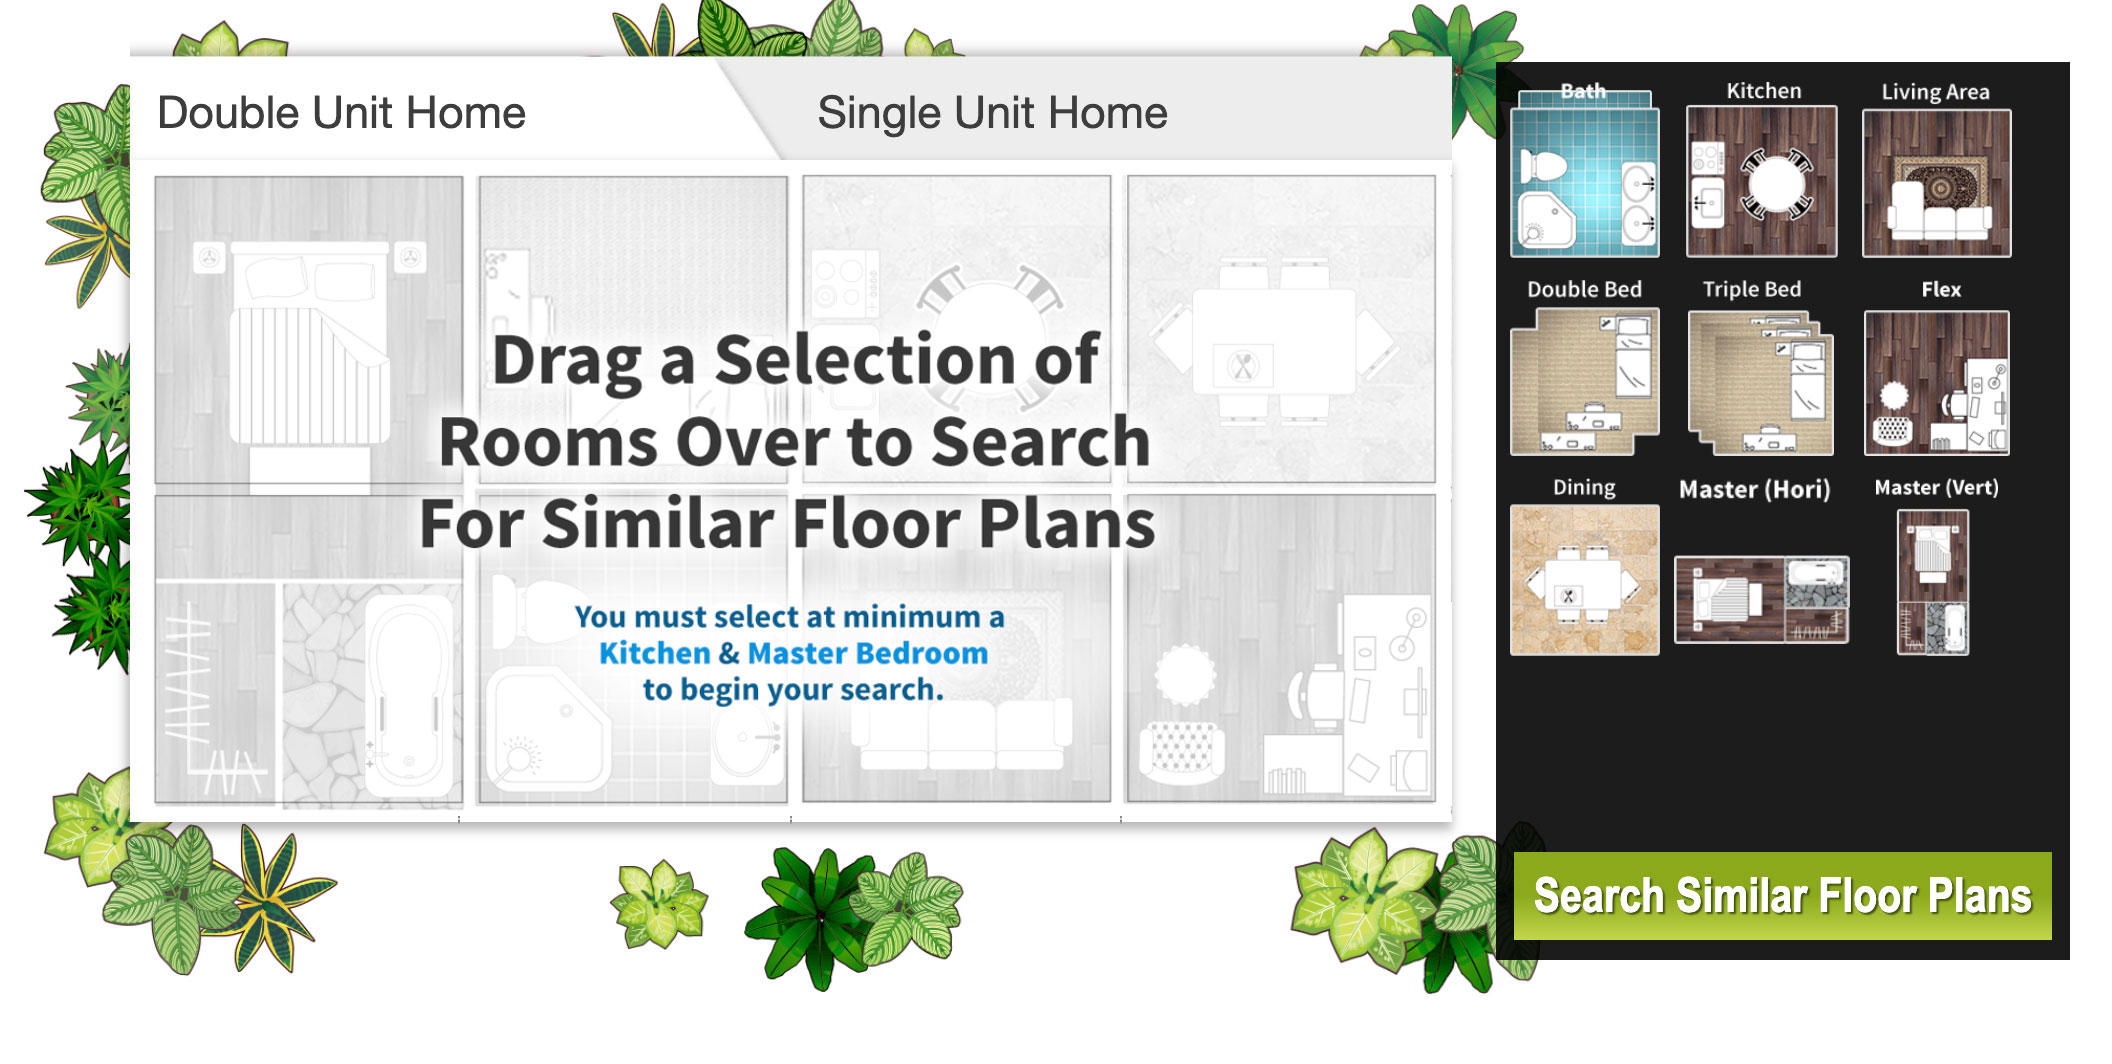 Double Unit Home
Single Unit Home
Drag a Selection of
Rooms Over to Search
For Similar Floor Plans
You must select at minimum a
Kitchen & Master Bedroom
to begin your search.
Bath
Kitchen
Living Area
Double Bed
Triple Bed
Flex
Dining
Master (Hori)
Master (Vert)
Search Similar Floor Plans